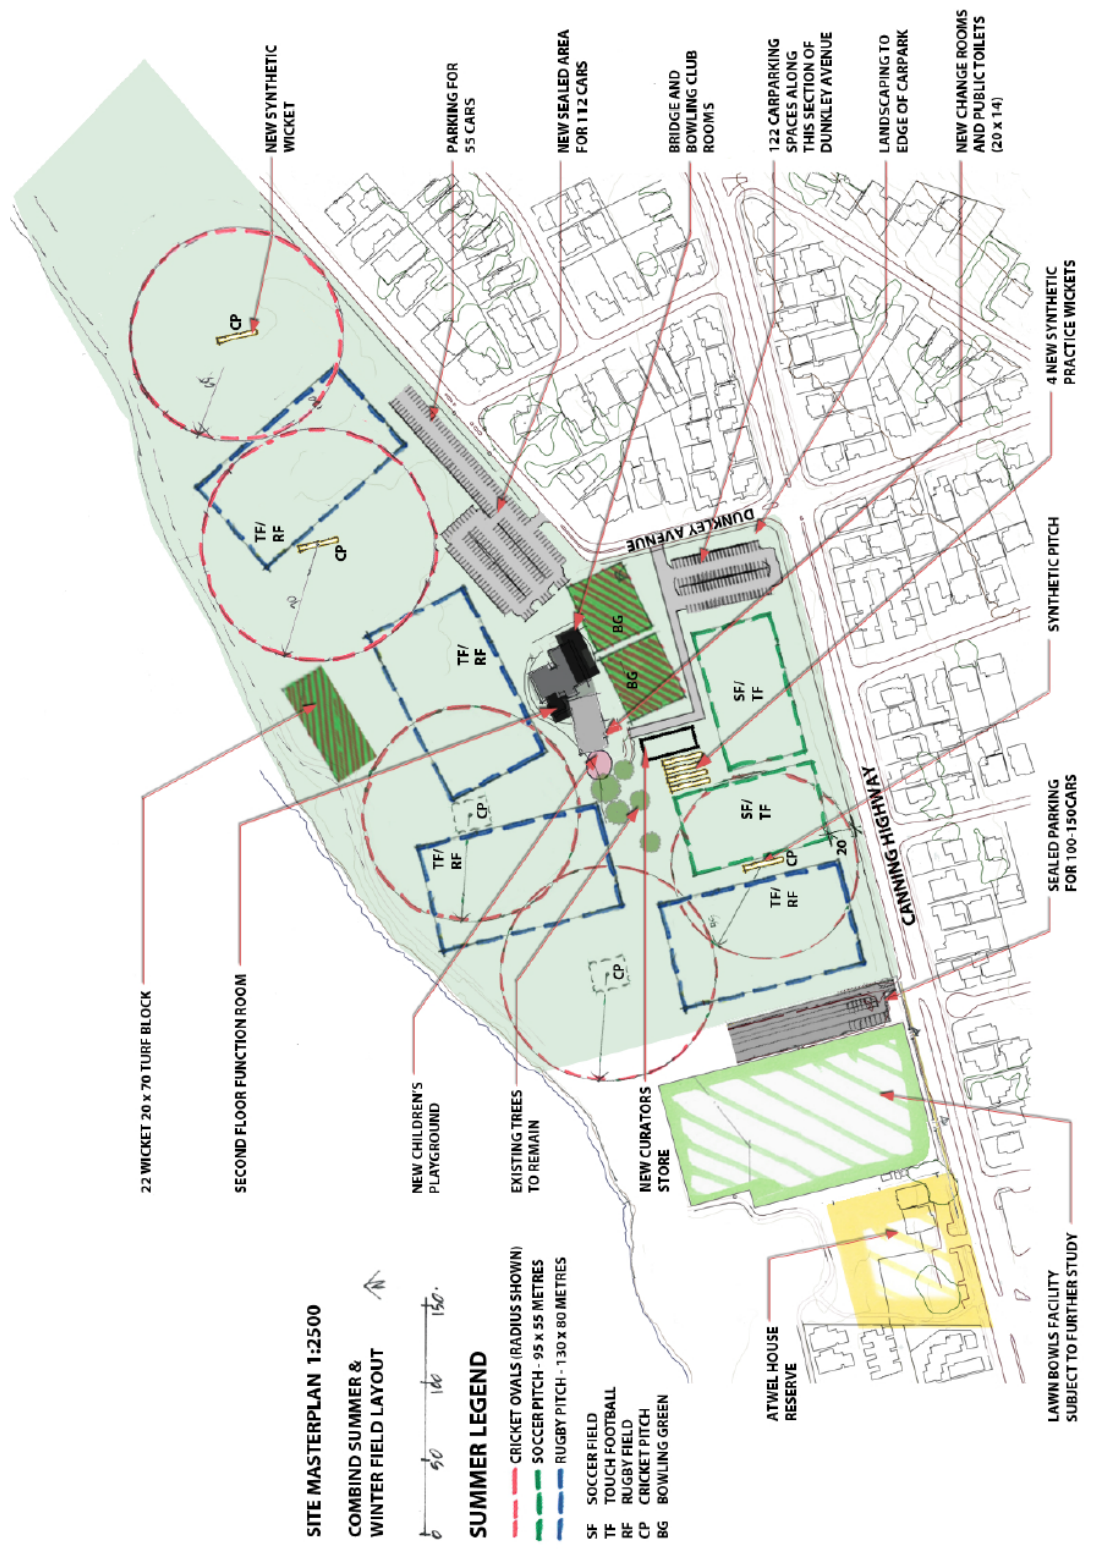 NEW SYNTHETIC
WICKET
PARKING FOR
55 CARS
NEW SEALED AREA
FOR 112 CARS
BRIDGE AND
BOWLING CLUB
ROOMS
122 CARPARKING
SPACES ALONG
THIS SECTION OF
DUNKLEY AVENUE
LANDSCAPING TO
EDGE OF CARPARK
NEW CHANGE ROOMS
AND PUBLIC TOILETS
(20 x 14)
4 NEW SYNTHETIC
PRACTICE WICKETS
SYNTHETIC PITCH
SEALED PARKING
FOR 100-150CARS
22 WICKET 20 x 70 TURF BLOCK
SECOND FLOOR FUNCTION ROOM
NEW CHILDREN'S
PLAYGROUND
EXISTING TREES
TO REMAIN
NEW CURATORS
STORE
ATWEL HOUSE
RESERVE
LAWN BOWLS FACILITY
SUBJECT TO FURTHER STUDY
CP
TF/
RF
CP
TF/
RF
CP
TF/
RF
CP
BG
BG
SF/
TF
SF/
TF
CP
TF/
RF
20
DUNKLEY AVENUE
CANNING HIGHWAY
SITE MASTERPLAN 1:2500
COMBIND SUMMER &
WINTER FIELD LAYOUT
0 50 100 150
SUMMER LEGEND
CRICKET OVALS (RADIUS SHOWN)
SOCCER PITCH - 95 x 55 METRES
RUGBY PITCH - 130 x 80 METRES
SF SOCCER FIELD
TF TOUCH FOOTBALL
RF RUGBY FIELD
CP CRICKET PITCH
BG BOWLING GREEN